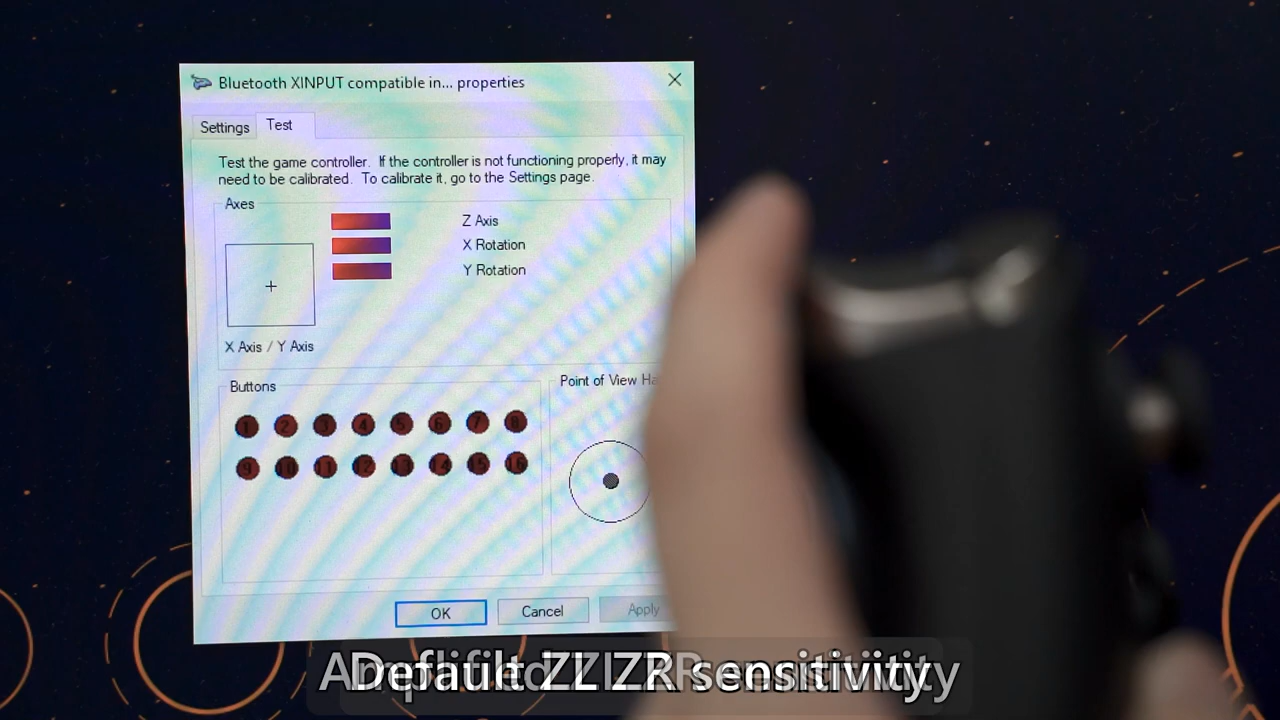 Bluetooth XINPUT compatible in... properties
Settings
Test
Test the game controller. If the controller is not functioning properly, it may
need to be calibrated. To calibrate it, go to the Settings page.
Axes
Z Axis
X Rotation
Y Rotation
X Axis / Y Axis
Buttons
Point of View
1 2 3 4 5 6 7 8
9 10 11 12 13 14 15 16
OK
Cancel
Apply
Default ZL ZR sensitivity